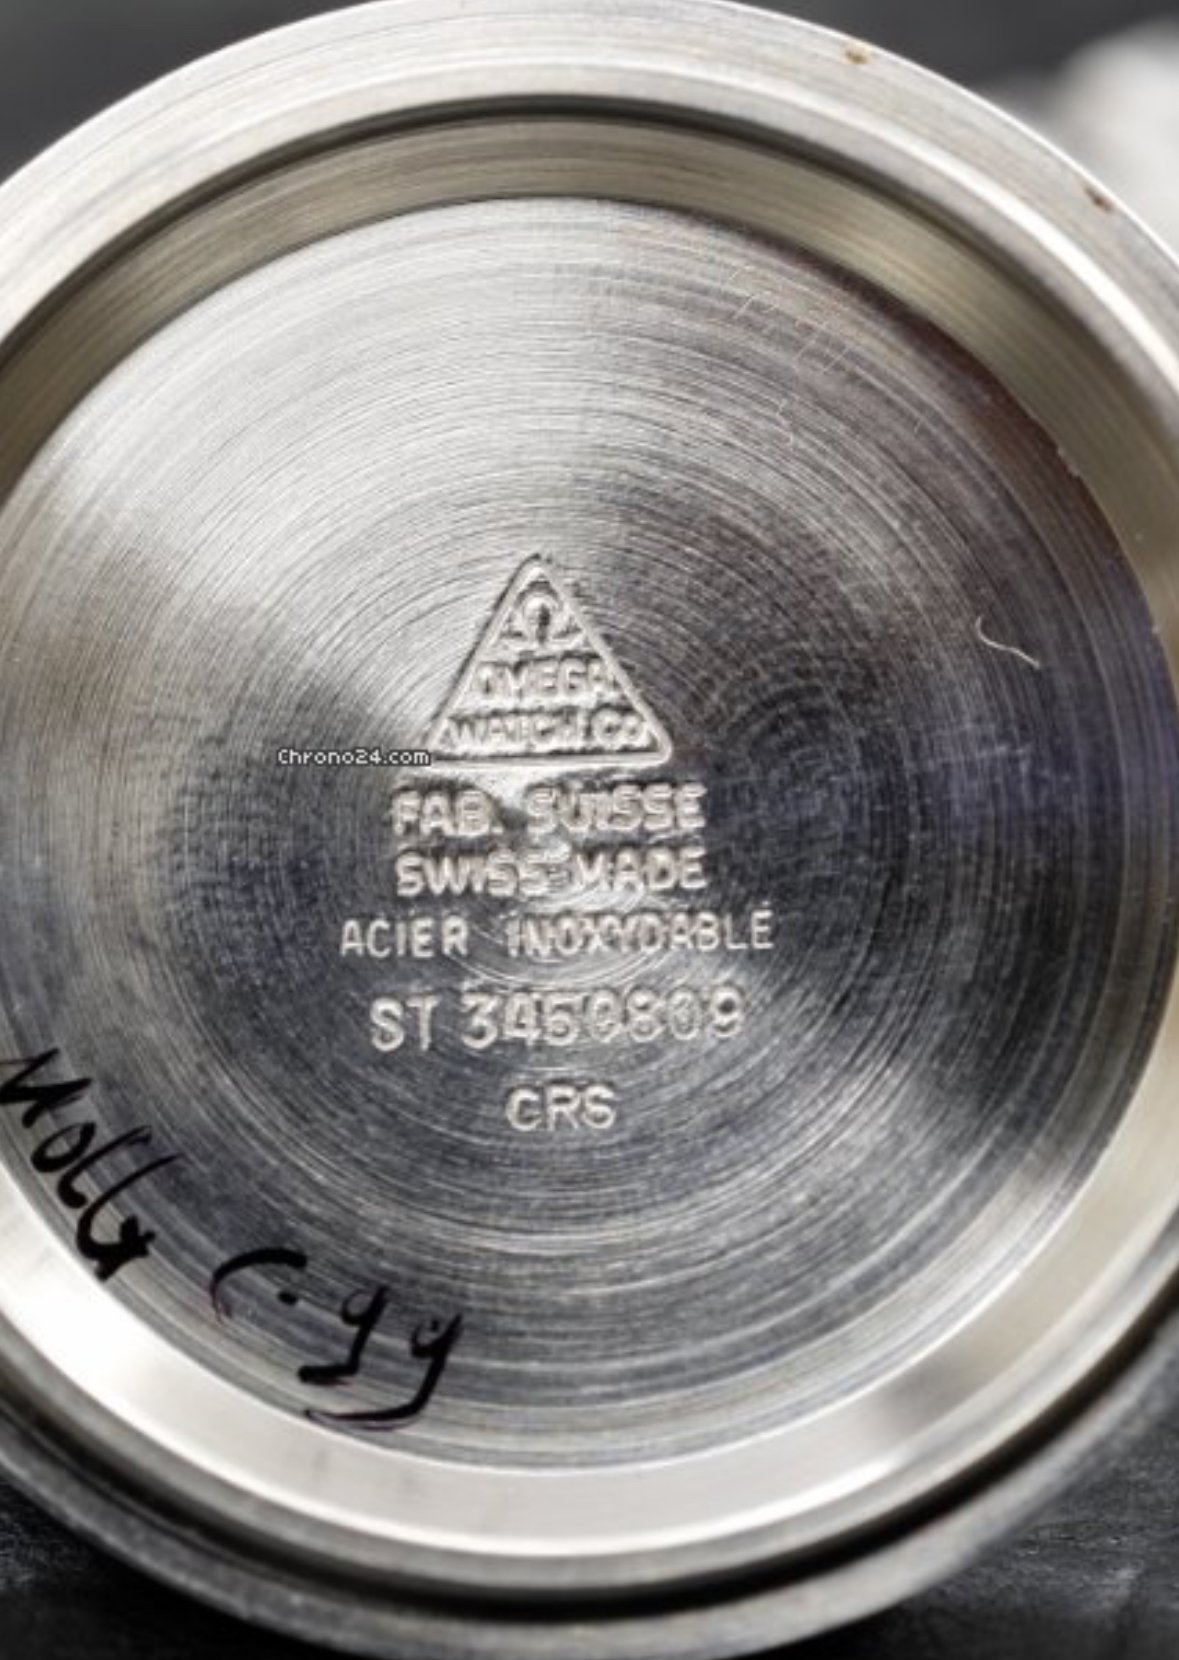 Ω
OMEGA
WATCH. CO
Chrono24.com
FAB. SUISSE
SWISS MADE
ACIER INOXYDABLE
ST 3450809
CRS